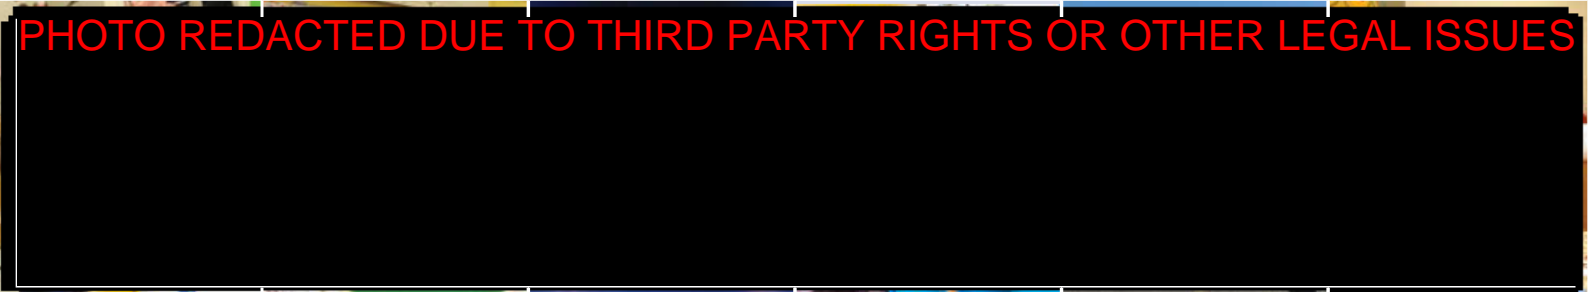 PHOTO REDACTED DUE TO THIRD PARTY RIGHTS OR OTHER LEGAL ISSUES